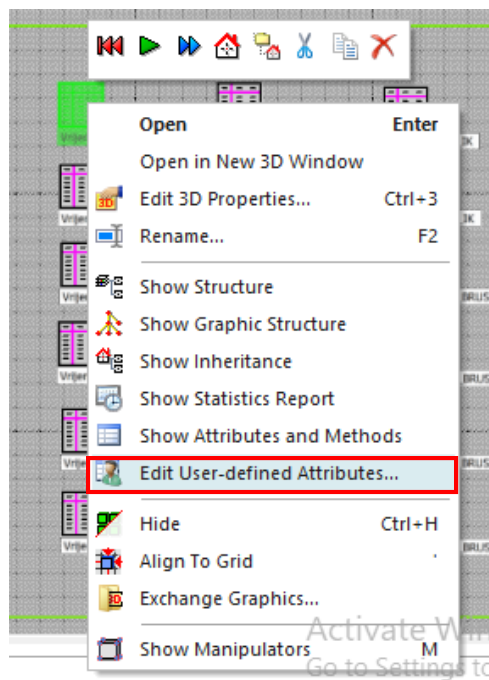 Open Enter
Open in New 3D Window
3D Edit 3D Properties... Ctrl+3
Rename... F2
Show Structure
Show Graphic Structure
Show Inheritance
Show Statistics Report
Show Attributes and Methods
Edit User-defined Attributes...
Hide Ctrl+H
Align To Grid '
3D Exchange Graphics...
Activate
Show Manipulators M
Go to Settings to